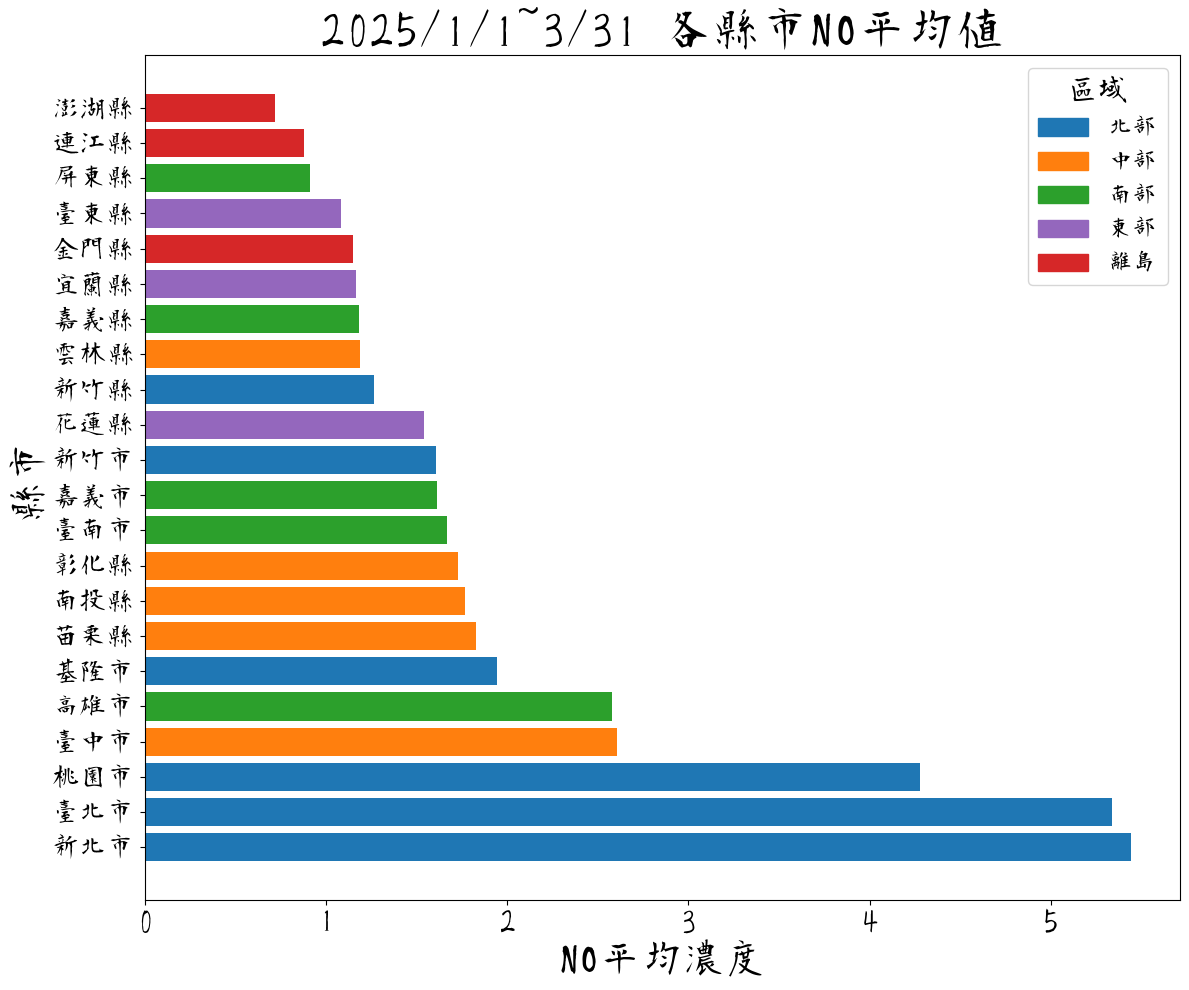 2025/1/1~3/31 各縣市NO平均值
區域
北部
中部
南部
東部
離島
縣市
澎湖縣
連江縣
屏東縣
臺東縣
金門縣
宜蘭縣
嘉義縣
雲林縣
新竹縣
花蓮縣
新竹市
嘉義市
臺南市
彰化縣
南投縣
苗栗縣
基隆市
高雄市
臺中市
桃園市
臺北市
新北市
0 1 2 3 4 5
NO平均濃度